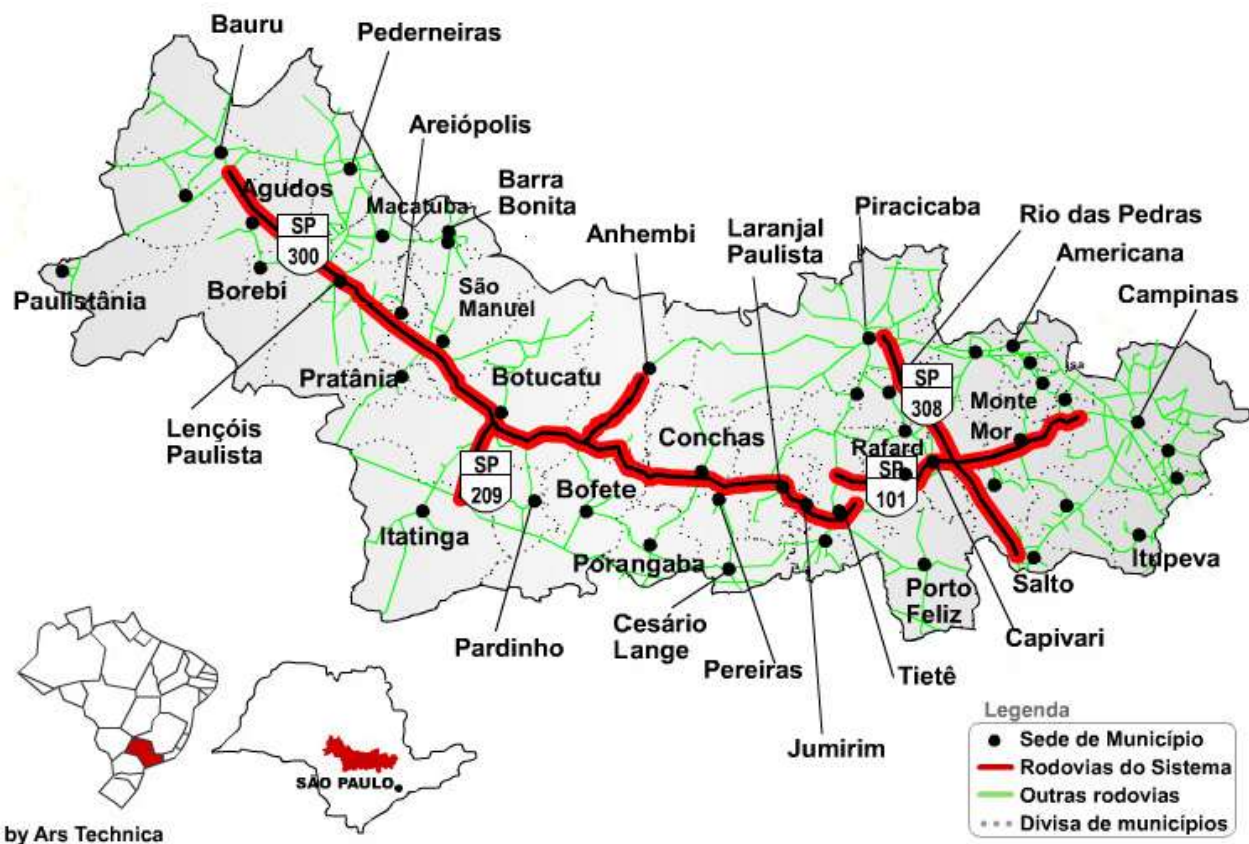 Bauru
Pederneiras
Areiópolis
Barra
Bonita
Agudos
Macatuba
Anhembi
Laranjal
Paulista
Piracicaba
Rio das Pedras
Americana
Campinas
SP
300
Paulistânia
Borebi
São
Manuel
Pratânia
Botucatu
Lençóis
Paulista
Conchas
SP
308
Monte
Mor
Rafard
SP
101
SP
209
Itatinga
Bofete
Porangaba
Porto
Feliz
Salto
Itupeva
Pardinho
Cesário
Lange
Pereiras
Tietê
Capivari
Jumirim
SÃO PAULO
by Ars Technica
Legenda
Sede de Município
Rodovias do Sistema
Outras rodovias
Divisa de municípios